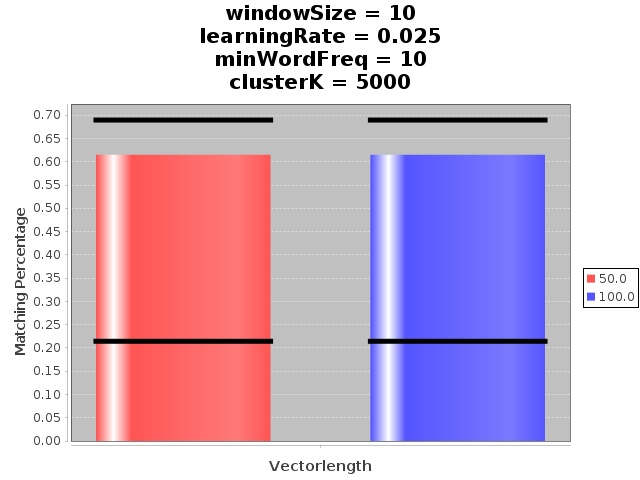 windowSize = 10
learningRate = 0.025
minWordFreq = 10
clusterK = 5000
Matching Percentage
0.70
0.65
0.60
0.55
0.50
0.45
0.40
0.35
0.30
0.25
0.20
0.15
0.10
0.05
0.00
50.0
100.0
Vectorlength